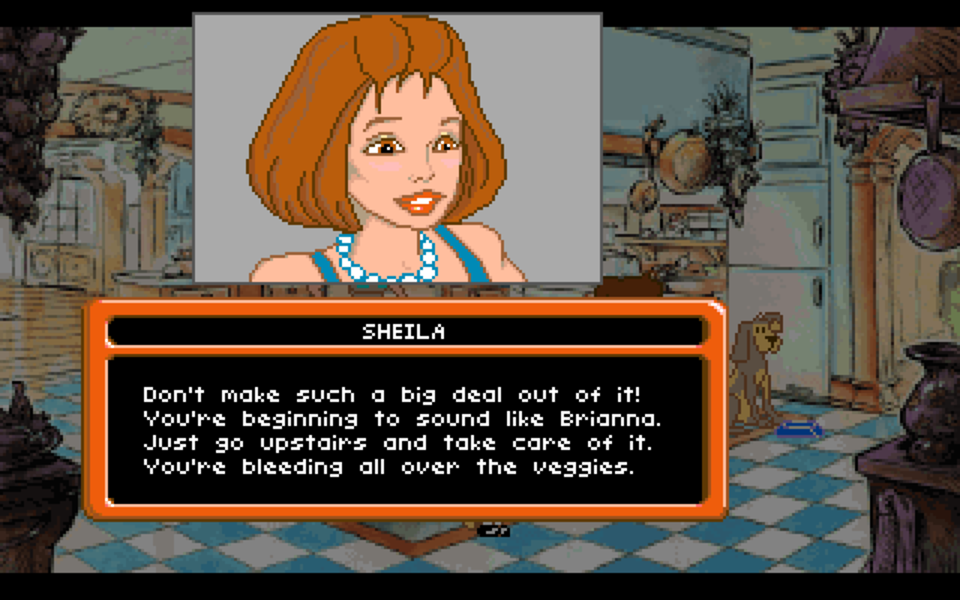 SHEILA
Don't make such a big deal out of it!
You're beginning to sound like Brianna.
Just go upstairs and take care of it.
You're bleeding all over the veggies.